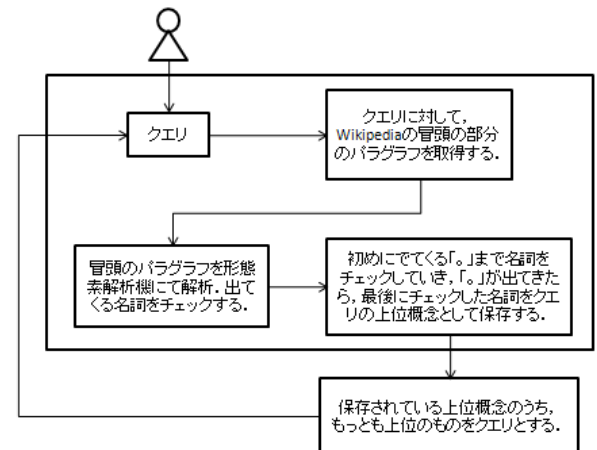 クエリ
クエリに対して,
Wikipediaの冒頭の部分
のパラグラフを取得する.
冒頭のパラグラフを形態
素解析機にて解析. 出て
くる名詞をチェックする.
初めにでてくる「。」まで名詞を
チェックしていき,「。」が出てきた
ら, 最後にチェックした名詞をクエ
リの上位概念として保存する.
保存されている上位概念のうち,
もっとも上位のものをクエリとする.